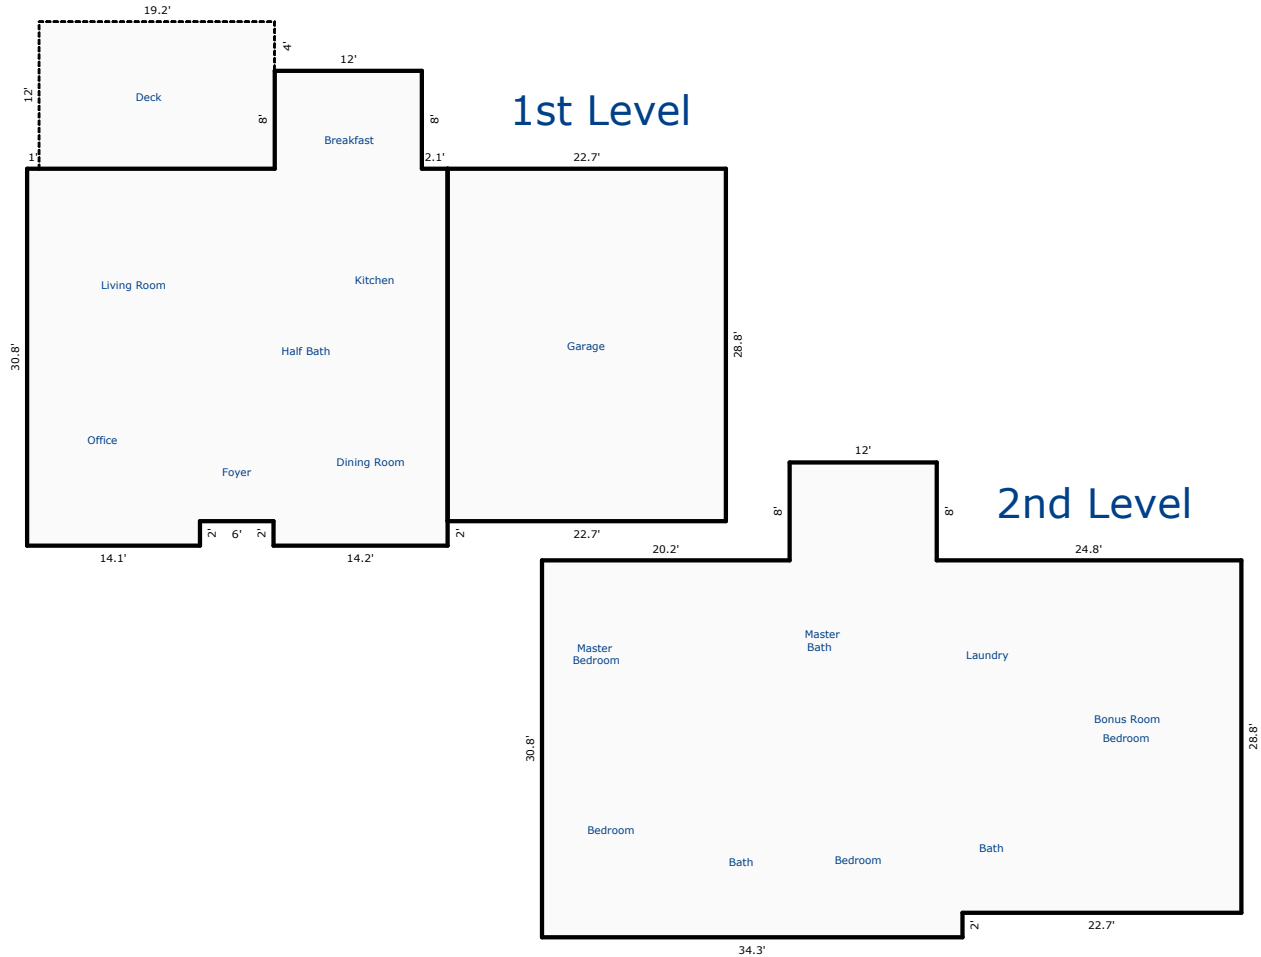 19.2'
4'
12'
12'
Deck
8'
8'
Breakfast
1st Level
1'
2.1'
22.7'
Living Room
Kitchen
Half Bath
Garage
30.8'
28.8'
Office
Foyer
Dining Room
2'
6'
2'
2'
22.7'
14.1'
14.2'
12'
8'
8'
2nd Level
20.2'
24.8'
Master
Bedroom
Master
Bath
Laundry
Bonus Room
Bedroom
30.8'
28.8'
Bedroom
Bath
Bedroom
Bath
2'
22.7'
34.3'